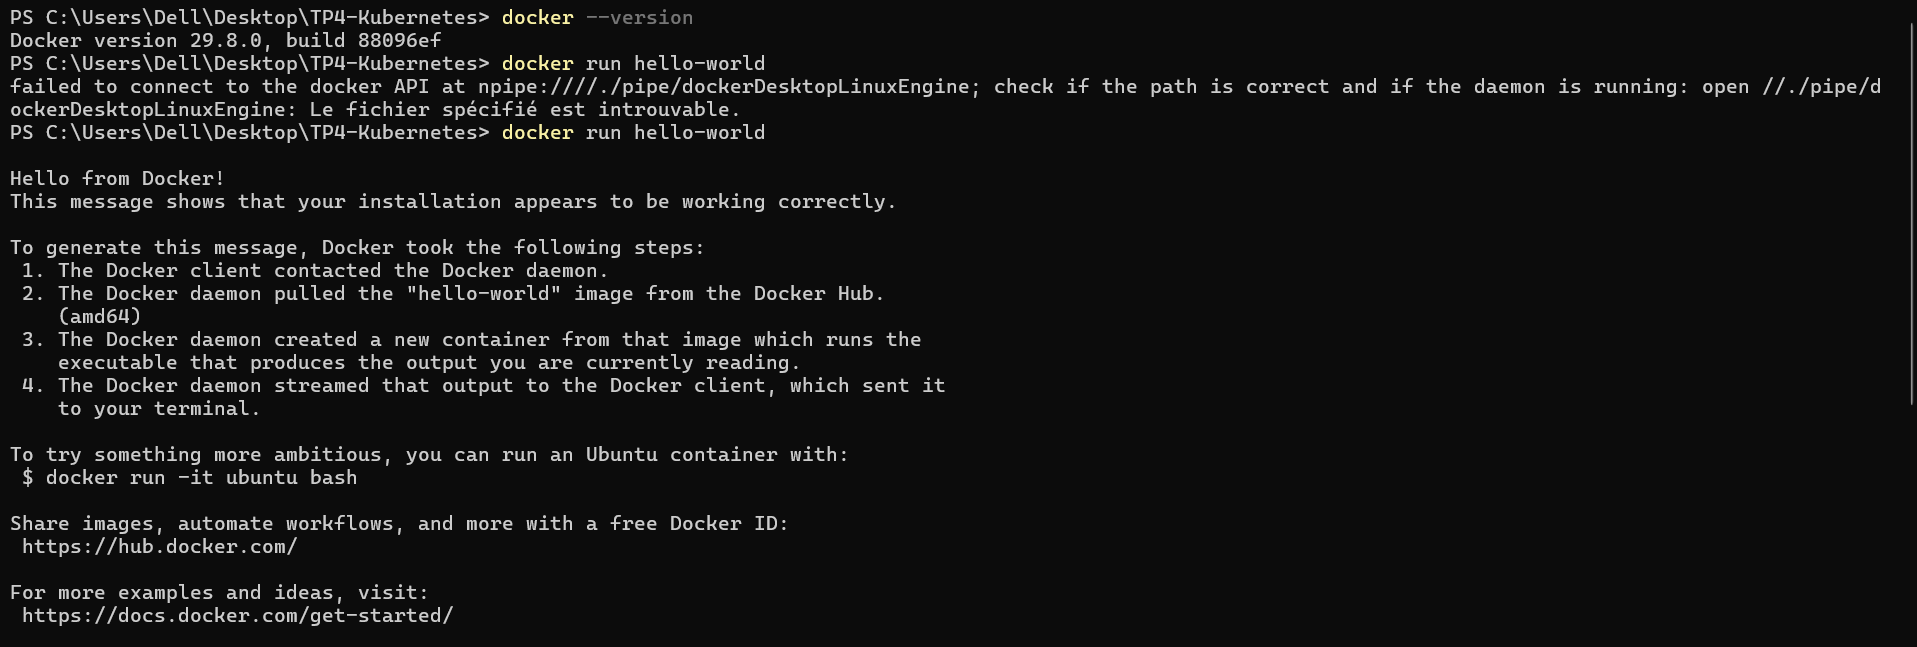 PS C:\Users\Dell\Desktop\TP4-Kubernetes> docker --version
Docker version 29.8.0, build 88096ef
PS C:\Users\Dell\Desktop\TP4-Kubernetes> docker run hello-world
failed to connect to the docker API at npipe:////./pipe/dockerDesktopLinuxEngine; check if the path is correct and if the daemon is running: open //./pipe/d
ockerDesktopLinuxEngine: Le fichier spécifié est introuvable.
PS C:\Users\Dell\Desktop\TP4-Kubernetes> docker run hello-world

Hello from Docker!
This message shows that your installation appears to be working correctly.

To generate this message, Docker took the following steps:
 1. The Docker client contacted the Docker daemon.
 2. The Docker daemon pulled the "hello-world" image from the Docker Hub.
    (amd64)
 3. The Docker daemon created a new container from that image which runs the
    executable that produces the output you are currently reading.
 4. The Docker daemon streamed that output to the Docker client, which sent it
    to your terminal.

To try something more ambitious, you can run an Ubuntu container with:
 $ docker run -it ubuntu bash

Share images, automate workflows, and more with a free Docker ID:
 https://hub.docker.com/

For more examples and ideas, visit:
 https://docs.docker.com/get-started/